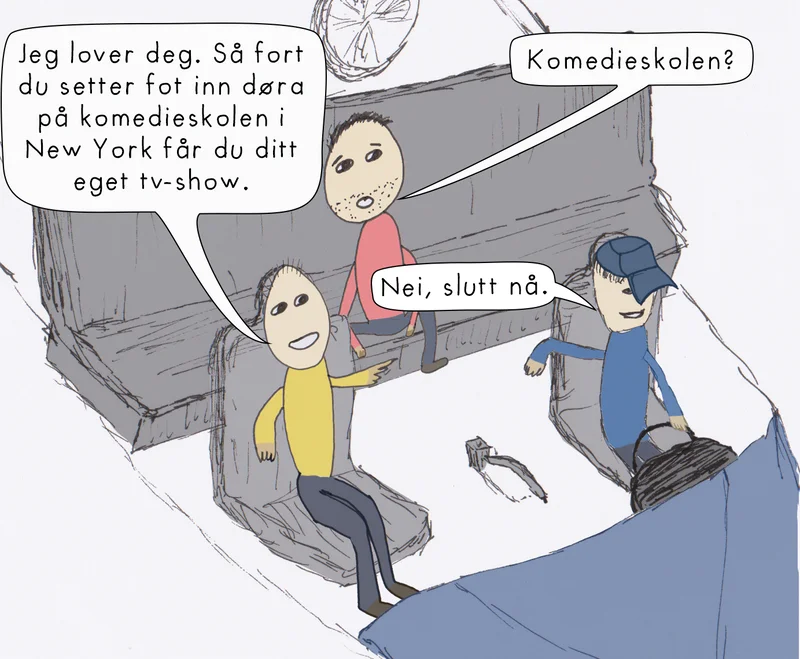 Jeg lover deg. Så fort
du setter fot inn døra
på komedieskolen i
New York får du ditt
eget tv-show.
Komedieskolen?
Nei, slutt nå.